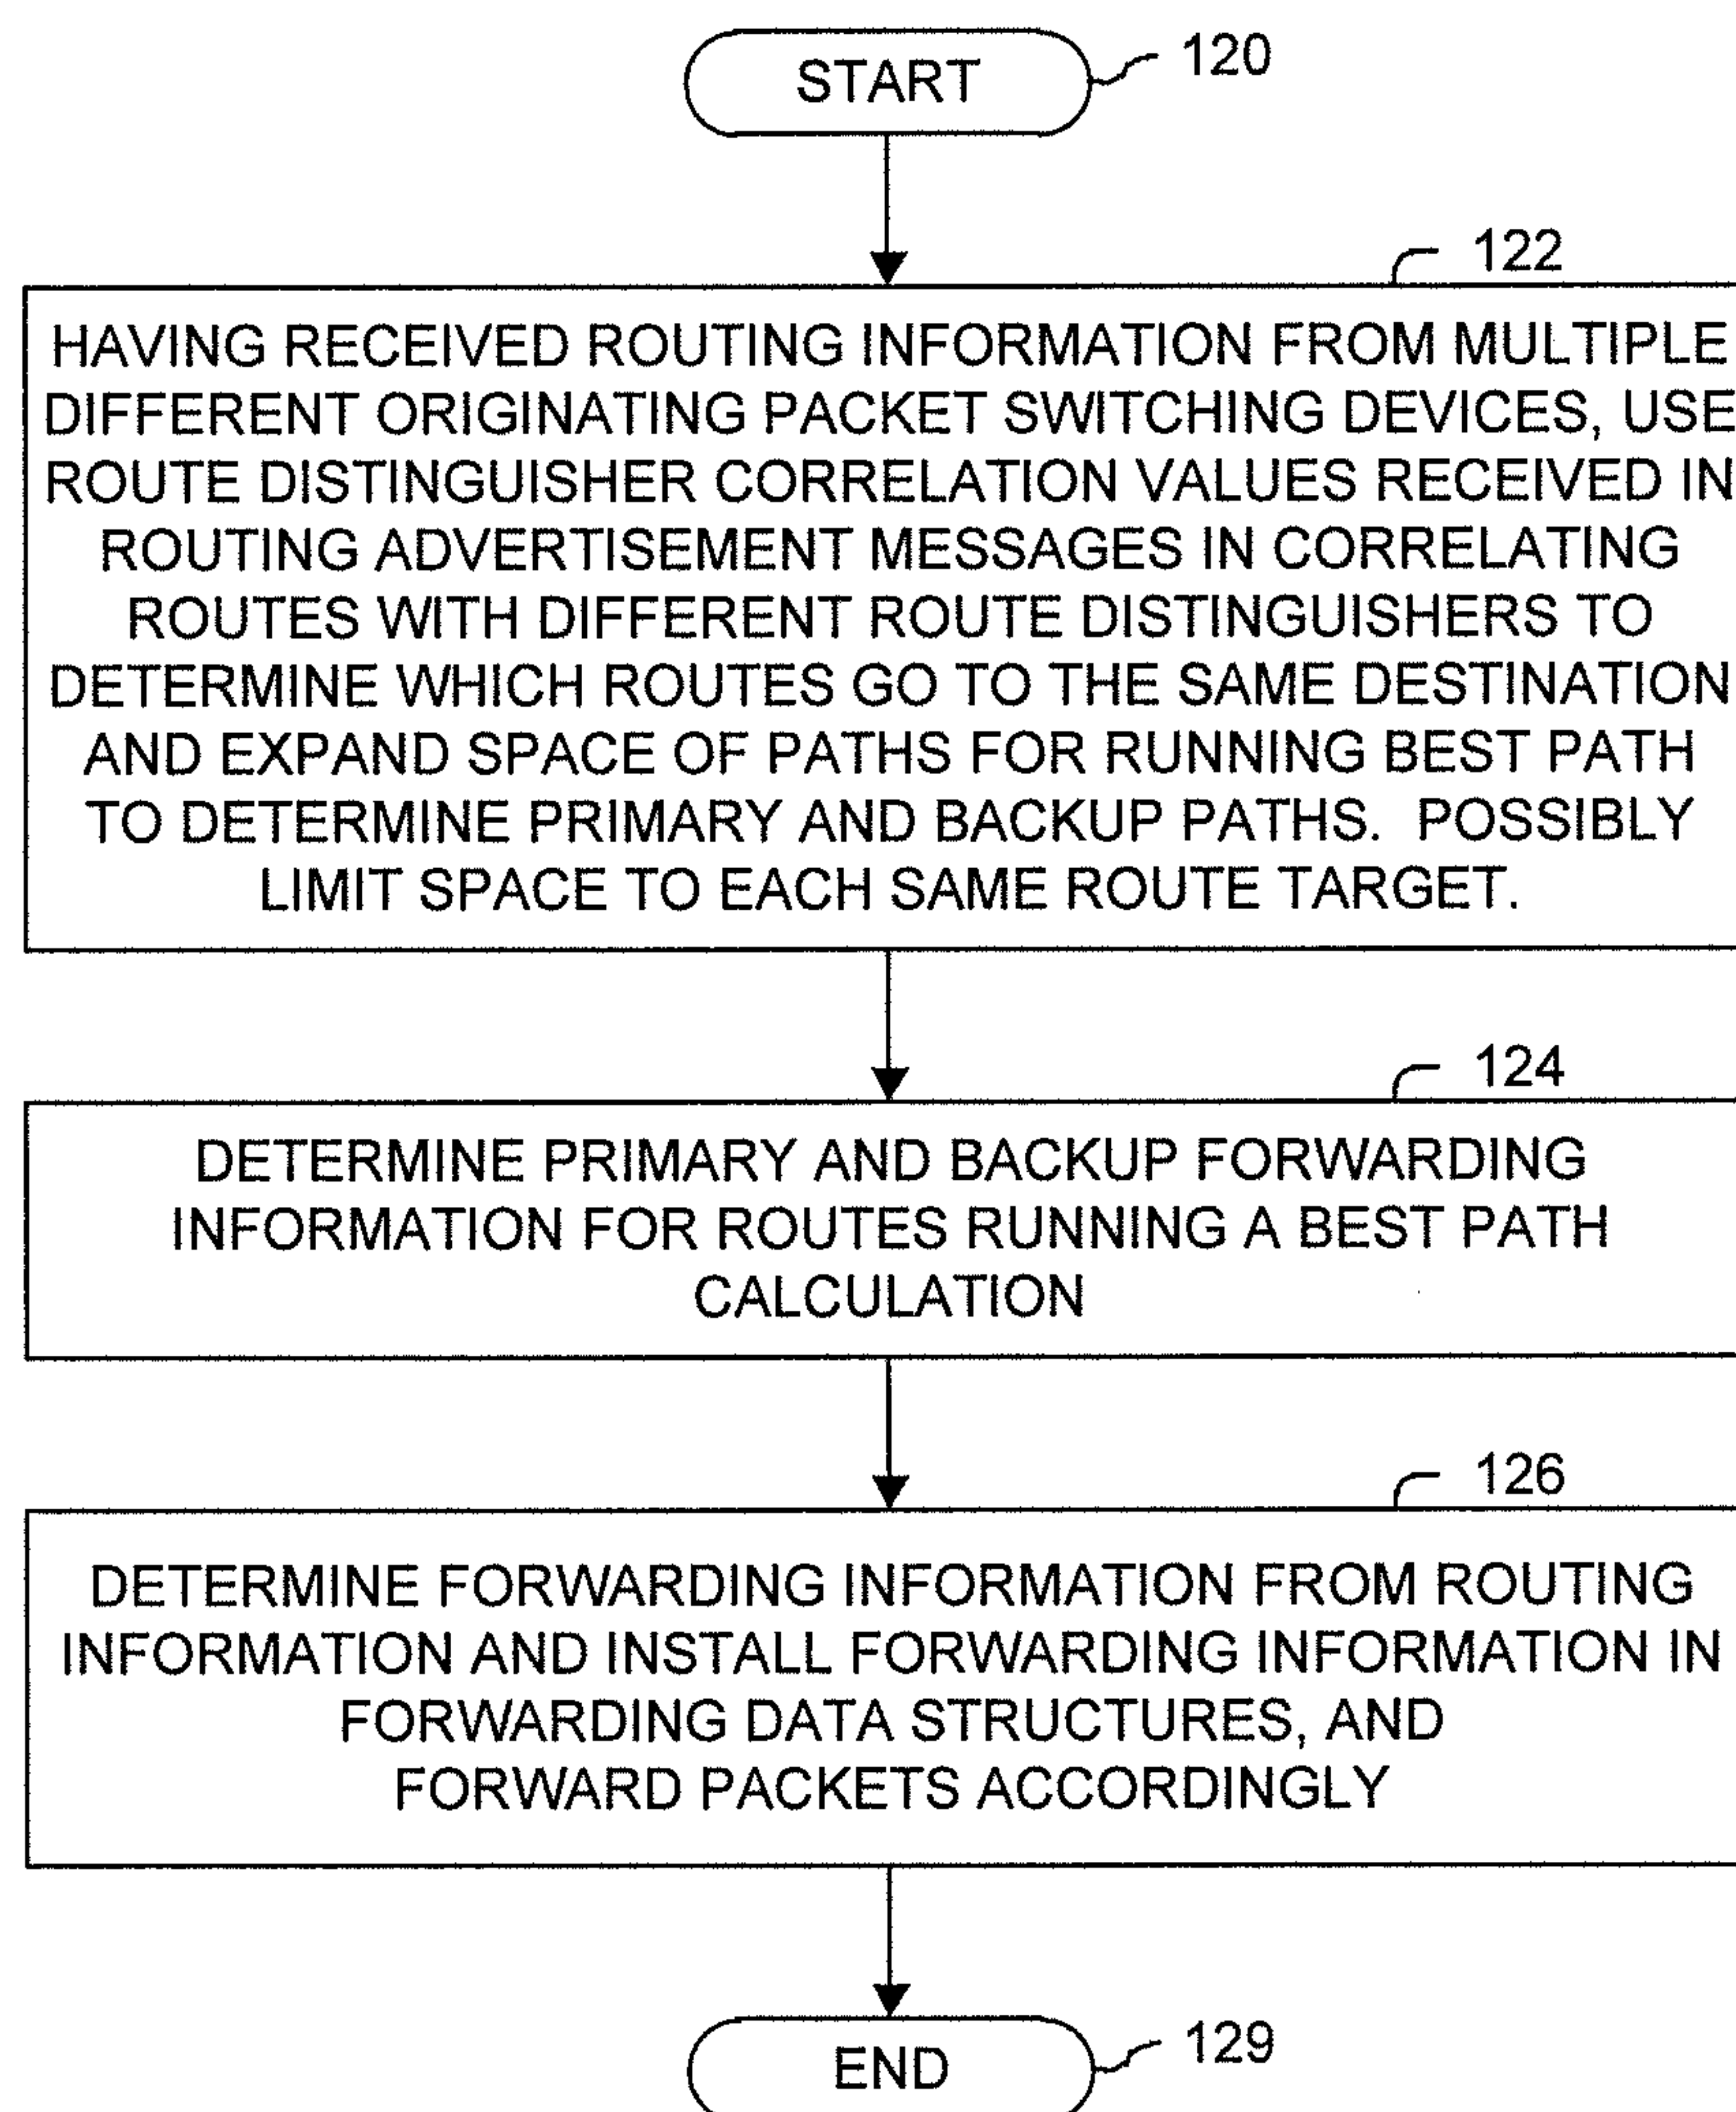 START
120
122
HAVING RECEIVED ROUTING INFORMATION FROM MULTIPLE
DIFFERENT ORIGINATING PACKET SWITCHING DEVICES, USE
ROUTE DISTINGUISHER CORRELATION VALUES RECEIVED IN
ROUTING ADVERTISEMENT MESSAGES IN CORRELATING
ROUTES WITH DIFFERENT ROUTE DISTINGUISHERS TO
DETERMINE WHICH ROUTES GO TO THE SAME DESTINATION
AND EXPAND SPACE OF PATHS FOR RUNNING BEST PATH
TO DETERMINE PRIMARY AND BACKUP PATHS. POSSIBLY
LIMIT SPACE TO EACH SAME ROUTE TARGET.
124
DETERMINE PRIMARY AND BACKUP FORWARDING
INFORMATION FOR ROUTES RUNNING A BEST PATH
CALCULATION
126
DETERMINE FORWARDING INFORMATION FROM ROUTING
INFORMATION AND INSTALL FORWARDING INFORMATION IN
FORWARDING DATA STRUCTURES, AND
FORWARD PACKETS ACCORDINGLY
END
129